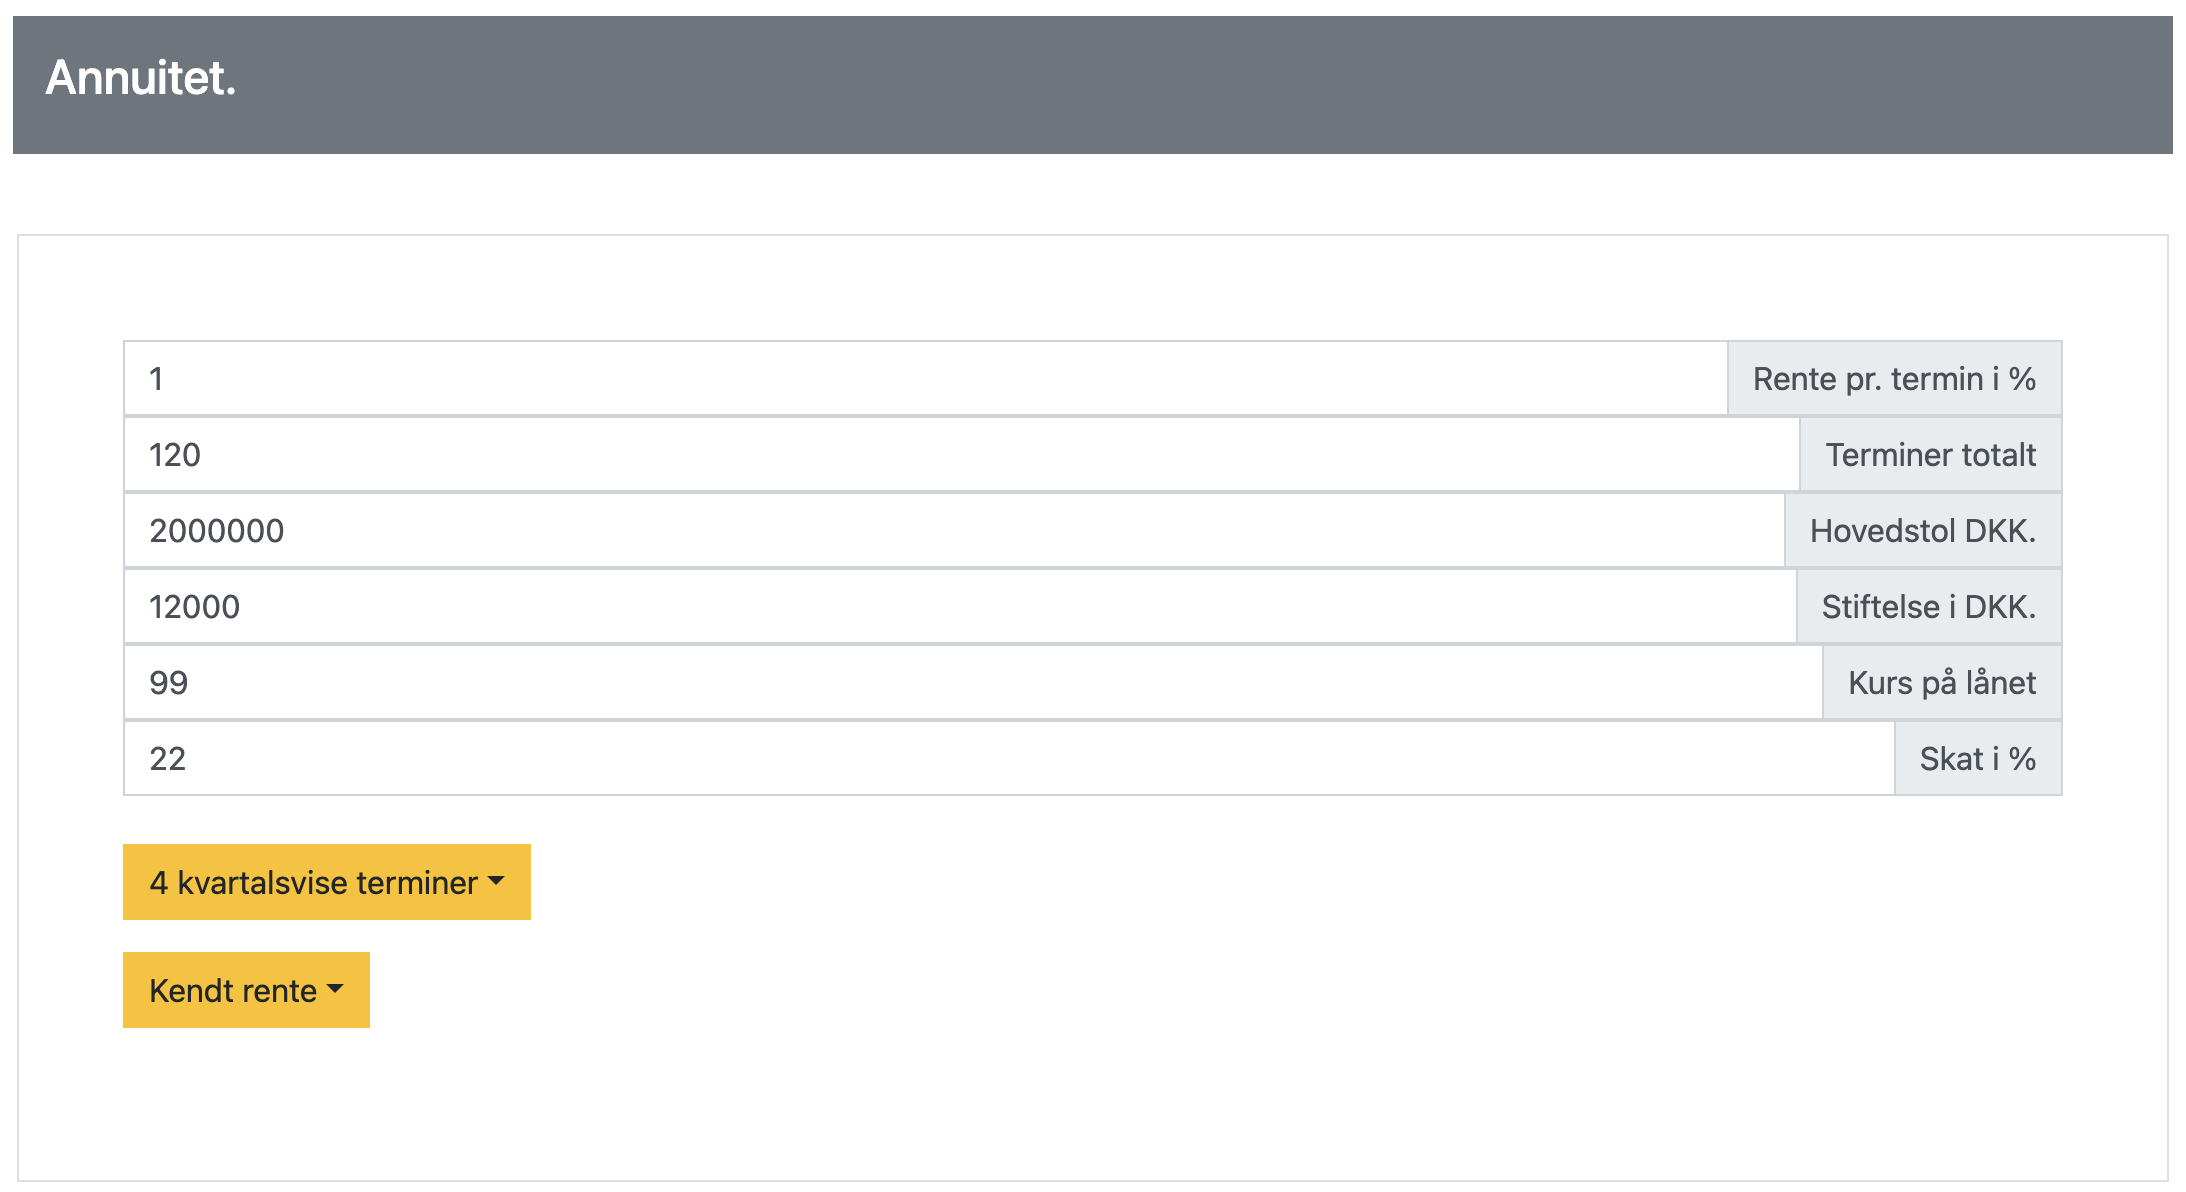 Annuitet.
1 Rente pr. termin i %
120 Terminer totalt
2000000 Hovedstol DKK.
12000 Stiftelse i DKK.
99 Kurs på lånet
22 Skat i %
4 kvartalsvise terminer
Kendt rente